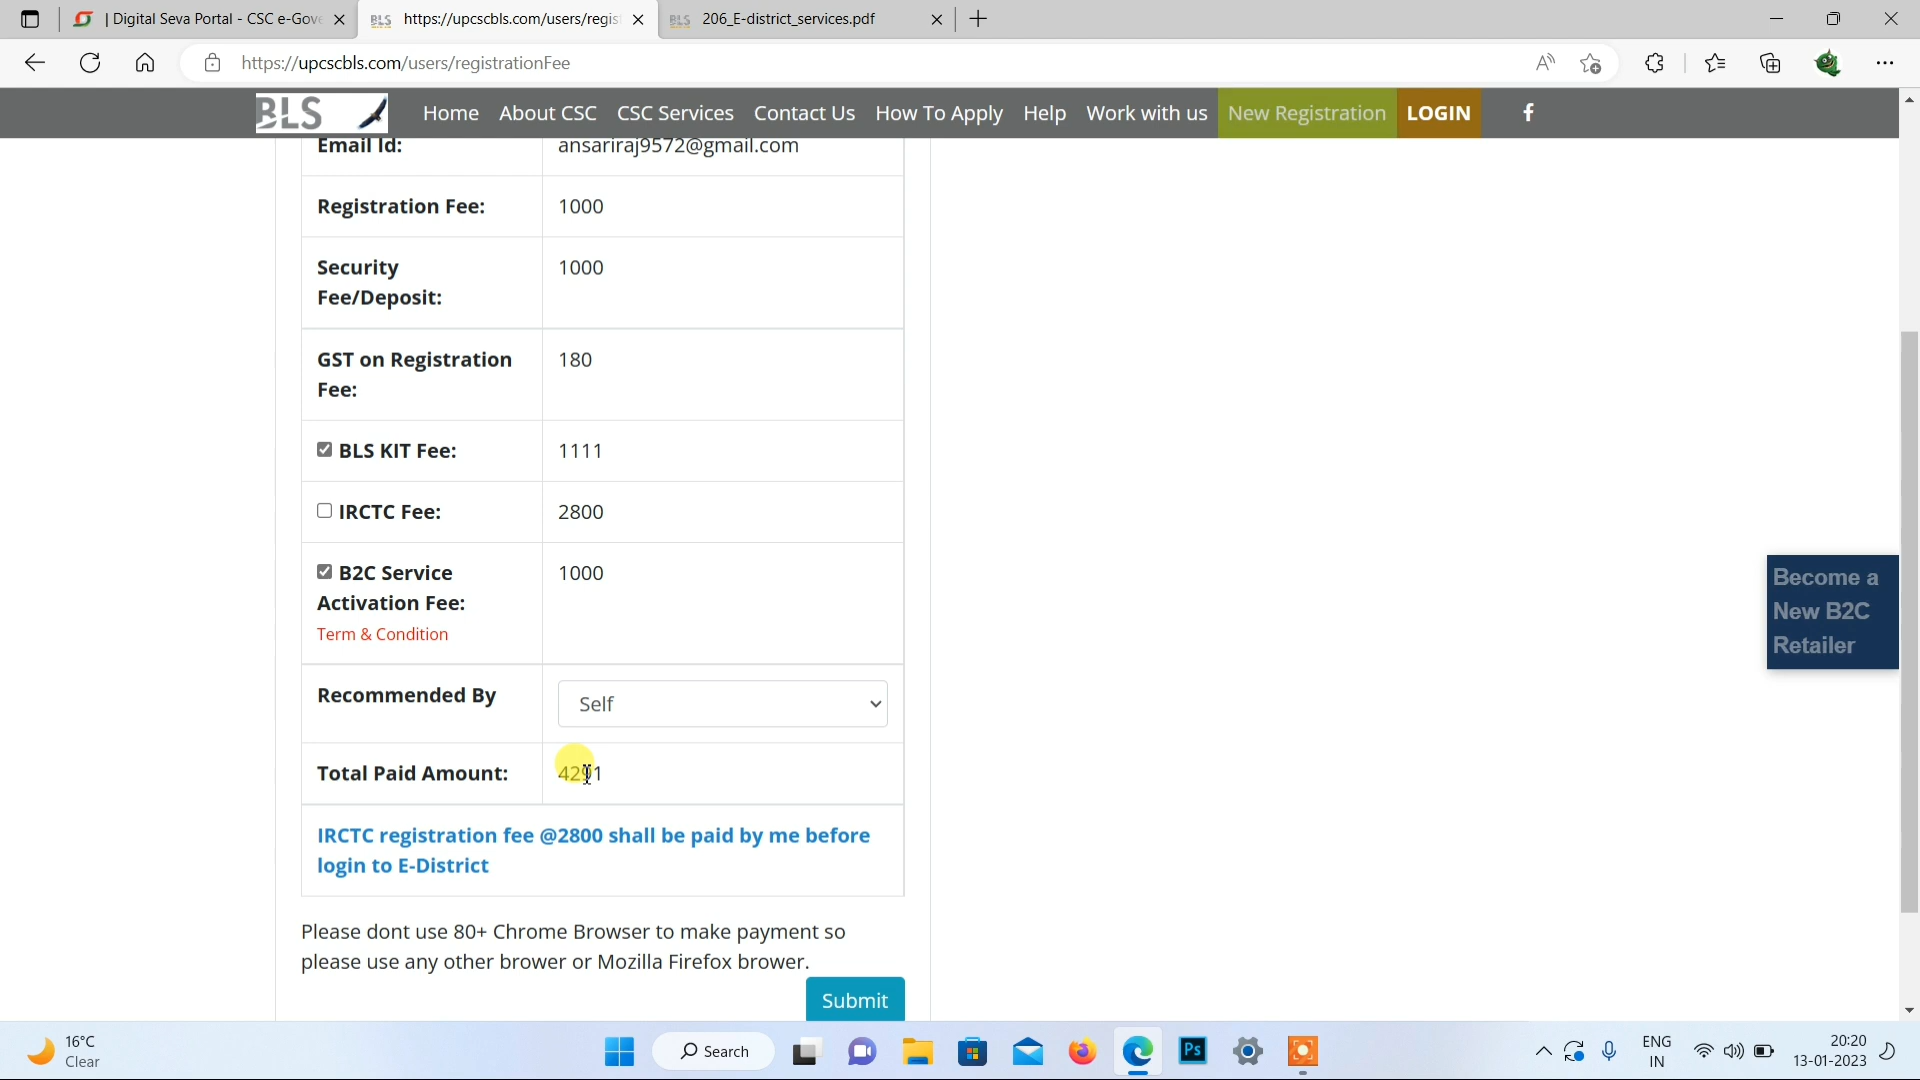 | Digital Seva Portal - CSC e-Gove
https://upcscbls.com/users/regist
206_E-district_services.pdf
https://upcscbls.com/users/registrationFee
BLS
Home
About CSC
CSC Services
Contact Us
How To Apply
Help
Work with us
New Registration
LOGIN
Email Id:
ansariraj9572@gmail.com
Registration Fee:
1000
Security
Fee/Deposit:
1000
GST on Registration
Fee:
180
BLS KIT Fee:
1111
IRCTC Fee:
2800
B2C Service
Activation Fee:
1000
Term & Condition
Become a
New B2C
Retailer
Recommended By
Self
Total Paid Amount:
4291
IRCTC registration fee @2800 shall be paid by me before
login to E-District
Please dont use 80+ Chrome Browser to make payment so
please use any other brower or Mozilla Firefox brower.
Submit
16°C
Clear
Search
Ps
ENG
IN
20:20
13-01-2023